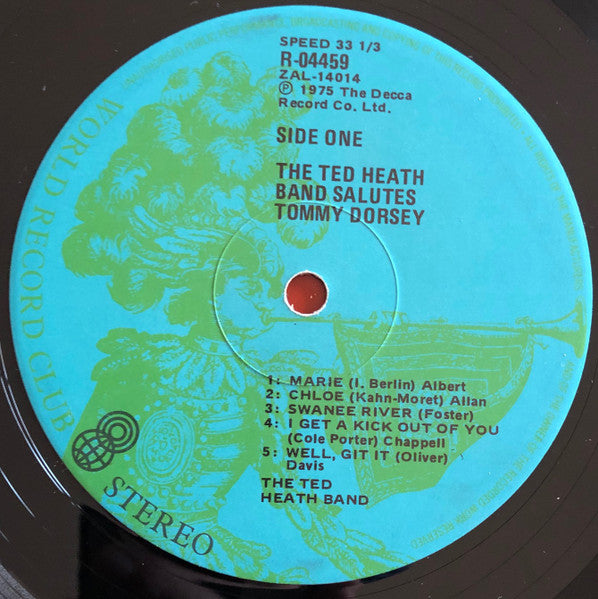 SPEED 33 1/3
R-04459
ZAL-14014
℗ 1975 The Decca
Record Co. Ltd.
SIDE ONE
THE TED HEATH
BAND SALUTES
TOMMY DORSEY
1: MARIE (I. Berlin) Albert
2: CHLOE (Kahn-Moret) Allan
3: SWANEE RIVER (Foster)
4: I GET A KICK OUT OF YOU
(Cole Porter) Chappell
5: WELL, GIT IT (Oliver)
Davis
THE TED
HEATH BAND
WORLD RECORD CLUB
STEREO